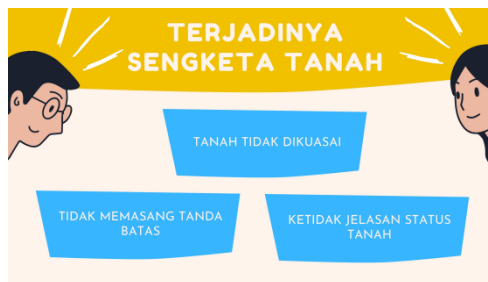 TERJADINYA
SENGKETA TANAH
TANAH TIDAK DIKUASAI
TIDAK MEMASANG TANDA
BATAS
KETIDAK JELASAN STATUS
TANAH